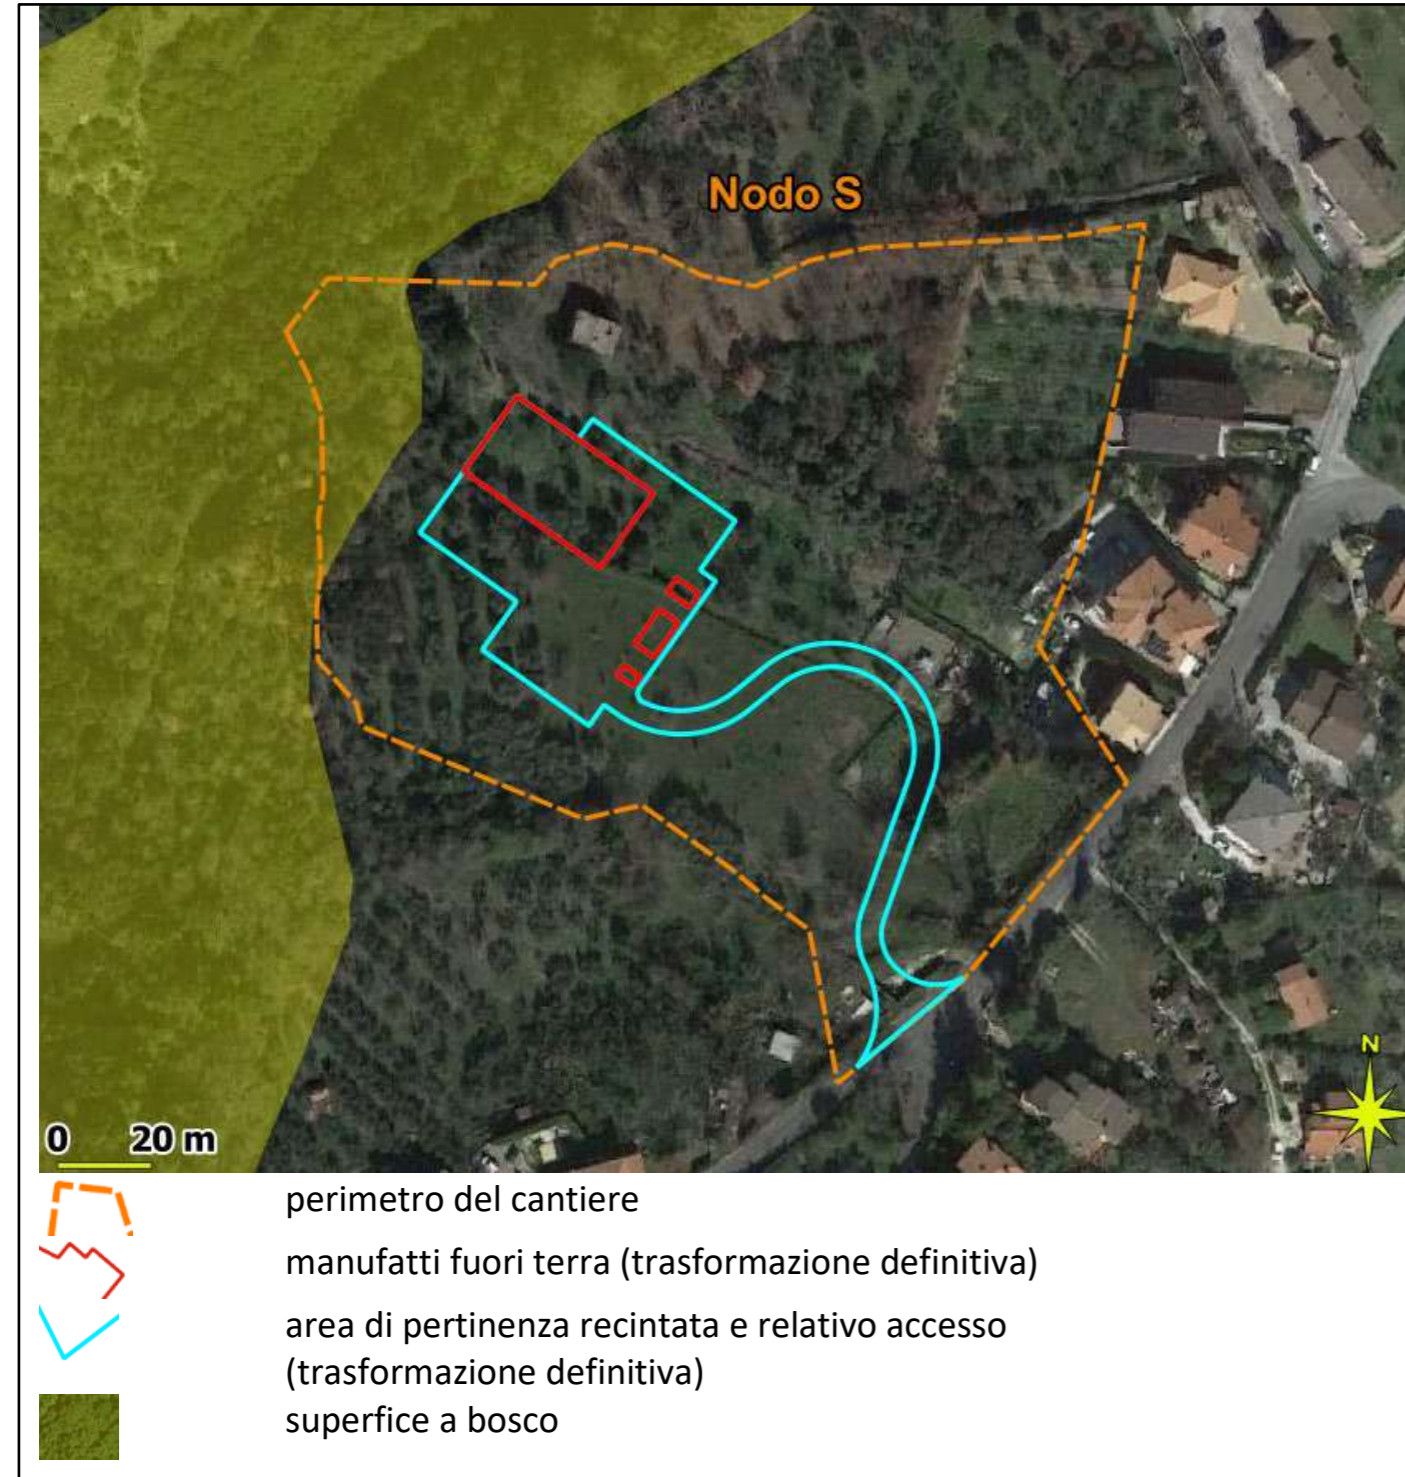 Nodo S
N
0 20 m
perimetro del cantiere
manufatti fuori terra (trasformazione definitiva)
area di pertinenza recintata e relativo accesso
(trasformazione definitiva)
superfice a bosco